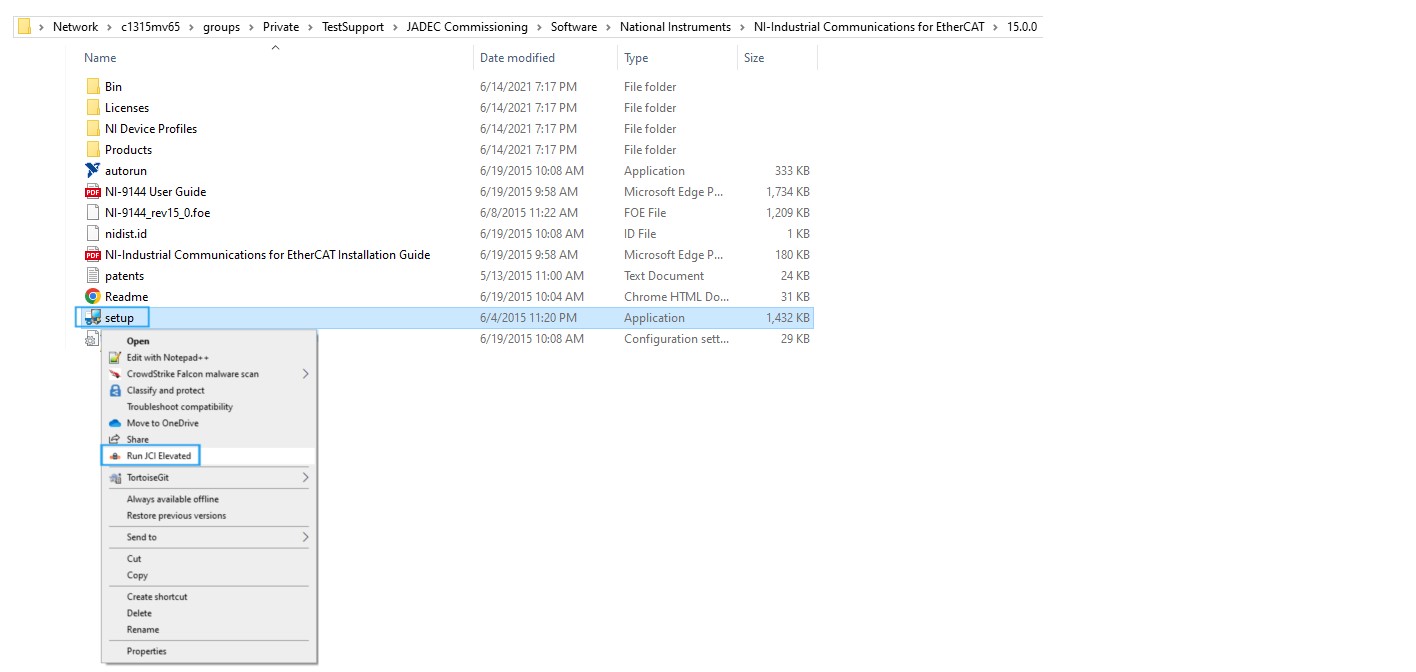 Network > c1315mv65 > groups > Private > TestSupport > JADEC Commissioning > Software > National Instruments > NI-Industrial Communications for EtherCAT > 15.0.0
Name Date modified Type Size
Bin 6/14/2021 7:17 PM File folder
Licenses 6/14/2021 7:17 PM File folder
NI Device Profiles 6/14/2021 7:17 PM File folder
Products 6/14/2021 7:17 PM File folder
autorun 6/19/2015 10:08 AM Application 333 KB
PDF NI-9144 User Guide 6/19/2015 9:58 AM Microsoft Edge P... 1,734 KB
NI-9144_rev15_0.foe 6/8/2015 11:22 AM FOE File 1,209 KB
nidist.id 6/19/2015 10:08 AM ID File 1 KB
PDF NI-Industrial Communications for EtherCAT Installation Guide 6/19/2015 9:58 AM Microsoft Edge P... 180 KB
patents 5/13/2015 11:00 AM Text Document 24 KB
Readme 6/19/2015 10:04 AM Chrome HTML Do... 31 KB
setup 6/4/2015 11:20 PM Application 1,432 KB
6/19/2015 10:08 AM Configuration sett... 29 KB
Open
Edit with Notepad++
CrowdStrike Falcon malware scan
Classify and protect
Troubleshoot compatibility
Move to OneDrive
Share
Run JCI Elevated
TortoiseGit
Always available offline
Restore previous versions
Send to
Cut
Copy
Create shortcut
Delete
Rename
Properties